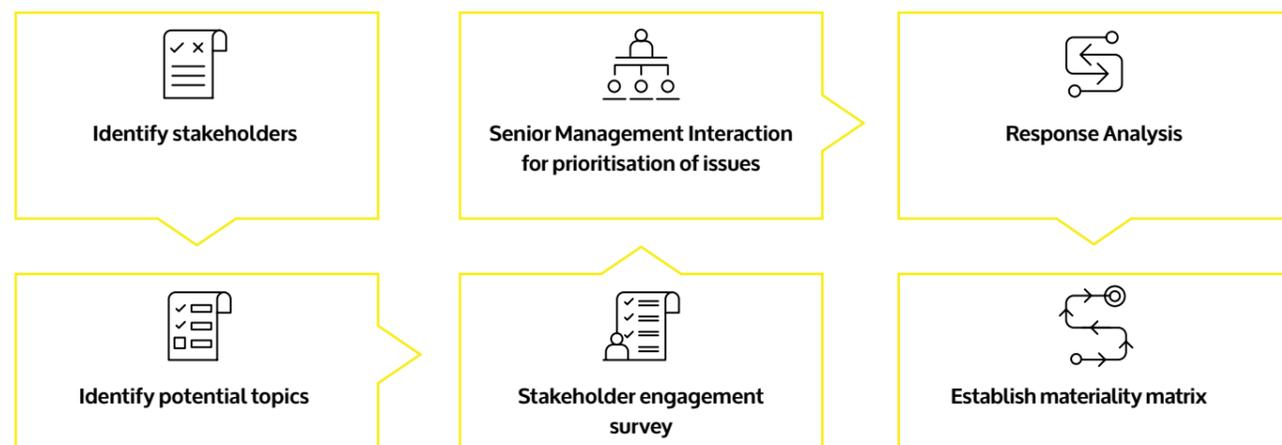 Identify stakeholders
Senior Management Interaction
for prioritisation of issues
Response Analysis
Identify potential topics
Stakeholder engagement
survey
Establish materiality matrix